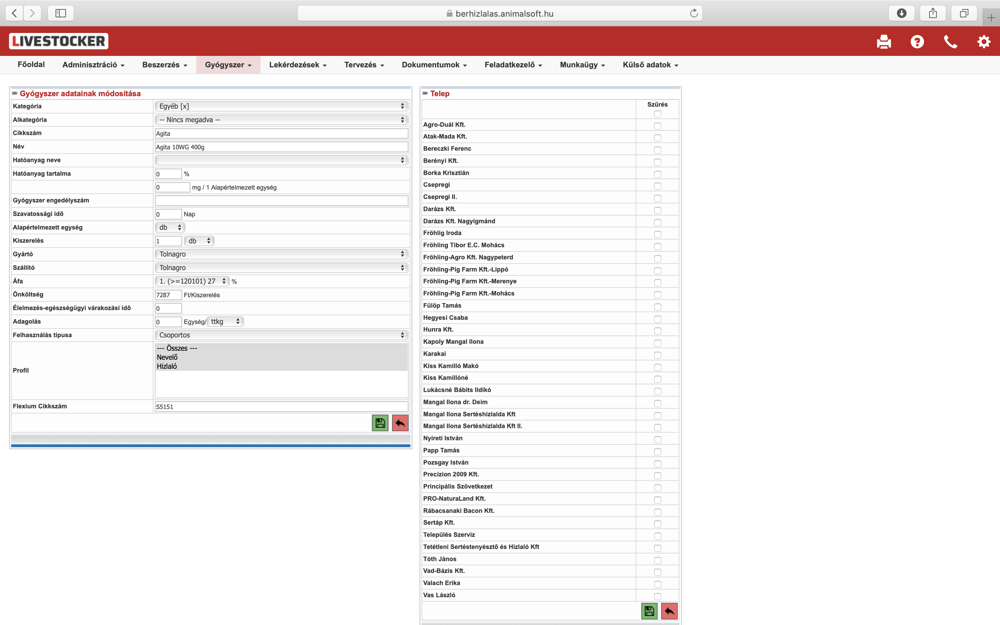 berhizlalas.animalsoft.hu
LIVESTOCKER
Főoldal Adminisztráció Beszerzés Gyógyszer Lekérdezések Tervezés Dokumentumok Feladatkezelő Munkaügy Külső adatok
Gyógyszer adatainak módosítása
Kategória Egyéb [x]
Alkategória -- Nincs megadva --
Cikkszám Agita
Név Agita 10WG 400g
Hatóanyag neve
Hatóanyag tartalma 0 %
0 mg / 1 Alapértelmezett egység
Gyógyszer engedélyszám
Szavatossági idő 0 Nap
Alapértelmezett egység db
Kiszerelés 1 db
Gyártó Tolnagro
Szállító Tolnagro
Áfa 1. (>=120101) 27 %
Önköltség 7287 Ft/Kiszerelés
Élelmezés-egészségügyi várakozási idő 0
Adagolás 0 Egység/ ttkg
Felhasználás típusa Csoportos
Profil
--- Összes ---
Nevelő
Hizlaló
Flexium Cikkszám S5151
Telep
Szűrés
Agro-Duál Kft.
Atak-Mada Kft.
Bereczki Ferenc
Berényi Kft.
Borka Krisztián
Csepregi
Csepregi II.
Darázs Kft.
Darázs Kft. Nagyigmánd
Fröhlig Iroda
Fröhling Tibor E.C. Mohács
Fröhling-Agro Kft. Nagypeterd
Fröhling-Pig Farm Kft.-Lippó
Fröhling-Pig Farm Kft.-Merenye
Fröhling-Pig Farm Kft.-Mohács
Fülöp Tamás
Hegyesi Csaba
Hunra Kft.
Kapoly Mangal Ilona
Karakai
Kiss Kamilló Makó
Kiss Kamillóné
Lukácsné Bábits Ildikó
Mangal Ilona dr. Deim
Mangal Ilona Sertéshizlalda Kft
Mangal Ilona Sertéshizlalda Kft II.
Nyireti István
Papp Tamás
Pozsgay István
Precizion 2009 Kft.
Principális Szövetkezet
PRO-NaturaLand Kft.
Rábacsanaki Bacon Kft.
Sertáp Kft.
Település Szerviz
Tetétleni Sertéstenyésztő és Hízlaló Kft
Tóth János
Vad-Bázis Kft.
Valach Erika
Vas László